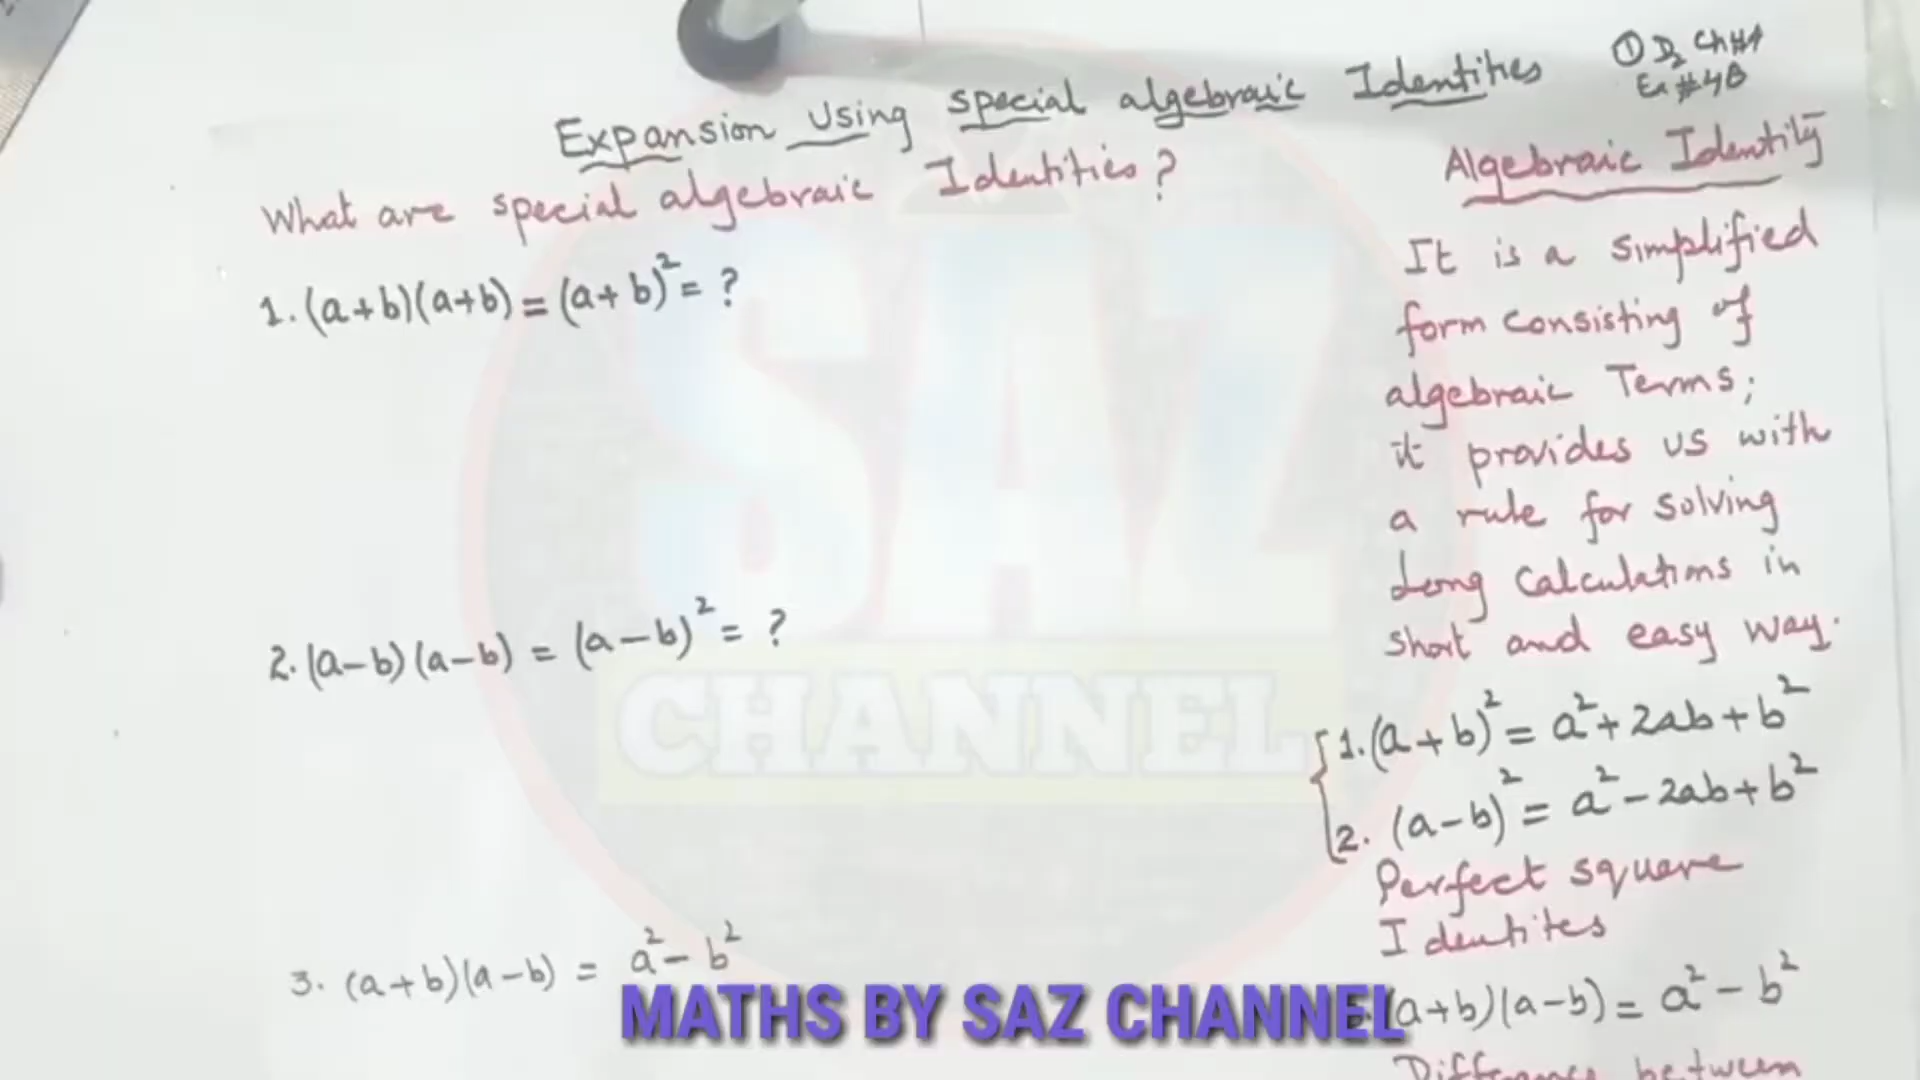 Expansion Using special algebraic Identities
① D2 Ch#4
Ex #4B
What are special algebraic Identities?
1. (a+b)(a+b) = (a+b)² = ?
2. (a-b)(a-b) = (a-b)² = ?
3. (a+b)(a-b) = a² - b²
Algebraic Identity
It is a simplified
form consisting of
algebraic Terms;
it provides us with
a rule for solving
Long Calculations in
short and easy way.
1. (a+b)² = a² + 2ab + b²
2. (a-b)² = a² - 2ab + b²
Perfect square
Identites
(a+b)(a-b) = a² - b²
Difference between
SAZ
CHANNEL
MATHS BY SAZ CHANNEL